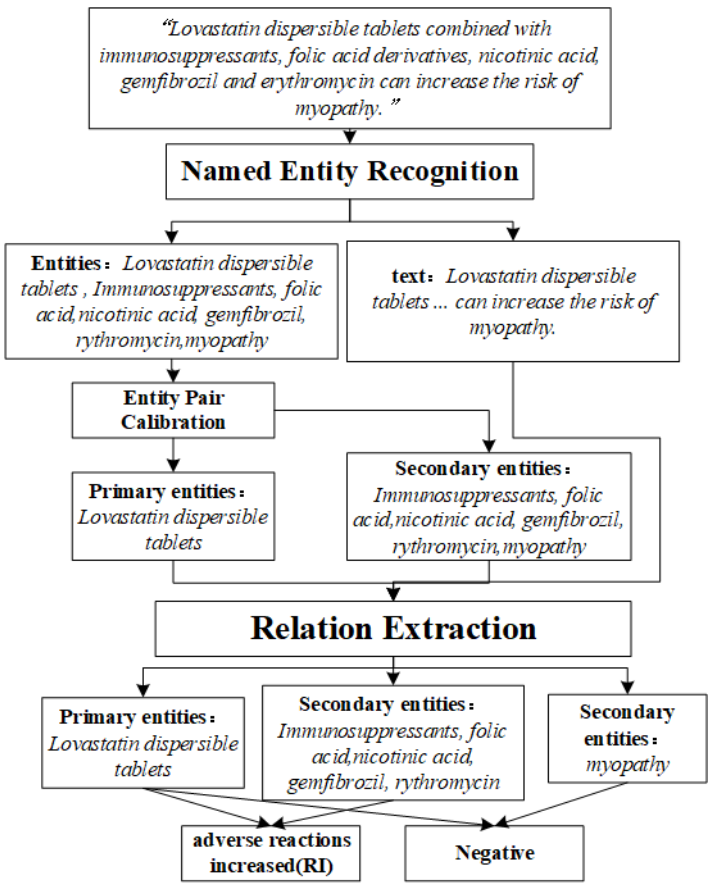 “Lovastatin dispersible tablets combined with
immunosuppressants, folic acid derivatives, nicotinic acid,
gemfibrozil and erythromycin can increase the risk of
myopathy.”
Named Entity Recognition
Entities：Lovastatin dispersible
tablets , Immunosuppressants, folic
acid,nicotinic acid, gemfibrozil,
rythromycin,myopathy
text：Lovastatin dispersible
tablets ... can increase the risk of
myopathy.
Entity Pair
Calibration
Primary entities：
Lovastatin dispersible
tablets
Secondary entities：
Immunosuppressants, folic
acid,nicotinic acid, gemfibrozil,
rythromycin,myopathy
Relation Extraction
Primary entities：
Lovastatin dispersible
tablets
Secondary entities：
Immunosuppressants, folic
acid,nicotinic acid,
gemfibrozil, rythromycin
Secondary
entities：
myopathy
adverse reactions
increased(RI)
Negative